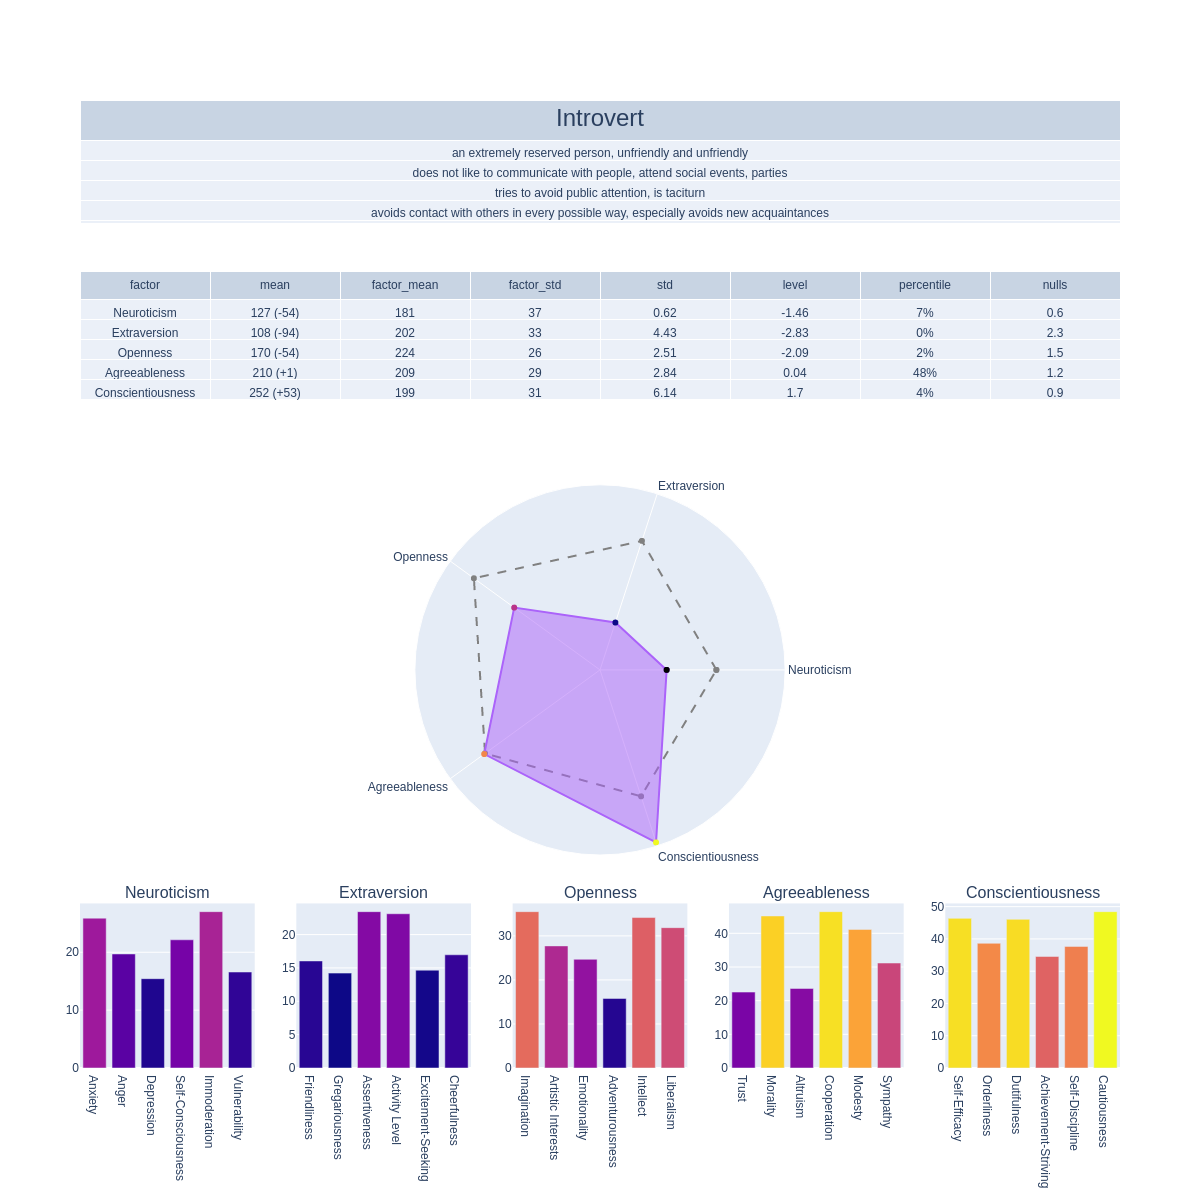 Introvert
an extremely reserved person, unfriendly and unfriendly
does not like to communicate with people, attend social events, parties
tries to avoid public attention, is taciturn
avoids contact with others in every possible way, especially avoids new acquaintances
factor mean factor_mean factor_std std level percentile nulls
Neuroticism 127 (-54) 181 37 0.62 -1.46 7% 0.6
Extraversion 108 (-94) 202 33 4.43 -2.83 0% 2.3
Openness 170 (-54) 224 26 2.51 -2.09 2% 1.5
Agreeableness 210 (+1) 209 29 2.84 0.04 48% 1.2
Conscientiousness 252 (+53) 199 31 6.14 1.7 4% 0.9
Extraversion
Openness
Neuroticism
Agreeableness
Conscientiousness
Neuroticism
20
10
0
Anxiety
Anger
Depression
Self-Consciousness
Immoderation
Vulnerability
Extraversion
20
15
10
5
0
Friendliness
Gregariousness
Assertiveness
Activity Level
Excitement-Seeking
Cheerfulness
Openness
30
20
10
0
Imagination
Artistic Interests
Emotionality
Adventurousness
Intellect
Liberalism
Agreeableness
40
30
20
10
0
Trust
Morality
Altruism
Cooperation
Modesty
Sympathy
Conscientiousness
50
40
30
20
10
0
Self-Efficacy
Orderliness
Dutifulness
Achievement-Striving
Self-Discipline
Cautiousness